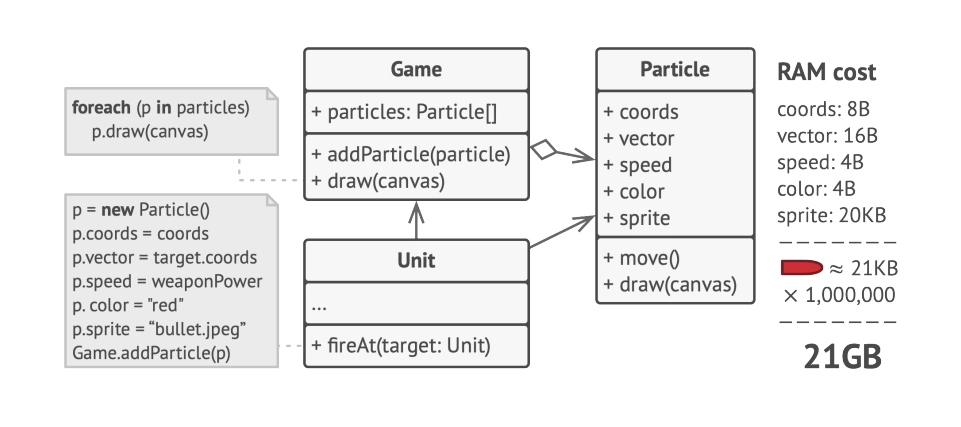 foreach (p in particles)
p.draw(canvas)
p = new Particle()
p.coords = coords
p.vector = target.coords
p.speed = weaponPower
p. color = "red"
p.sprite = “bullet.jpeg”
Game.addParticle(p)
Game
+ particles: Particle[]
+ addParticle(particle)
+ draw(canvas)
Unit
...
+ fireAt(target: Unit)
Particle
+ coords
+ vector
+ speed
+ color
+ sprite
+ move()
+ draw(canvas)
RAM cost
coords: 8B
vector: 16B
speed: 4B
color: 4B
sprite: 20KB
≈ 21KB
× 1,000,000
21GB